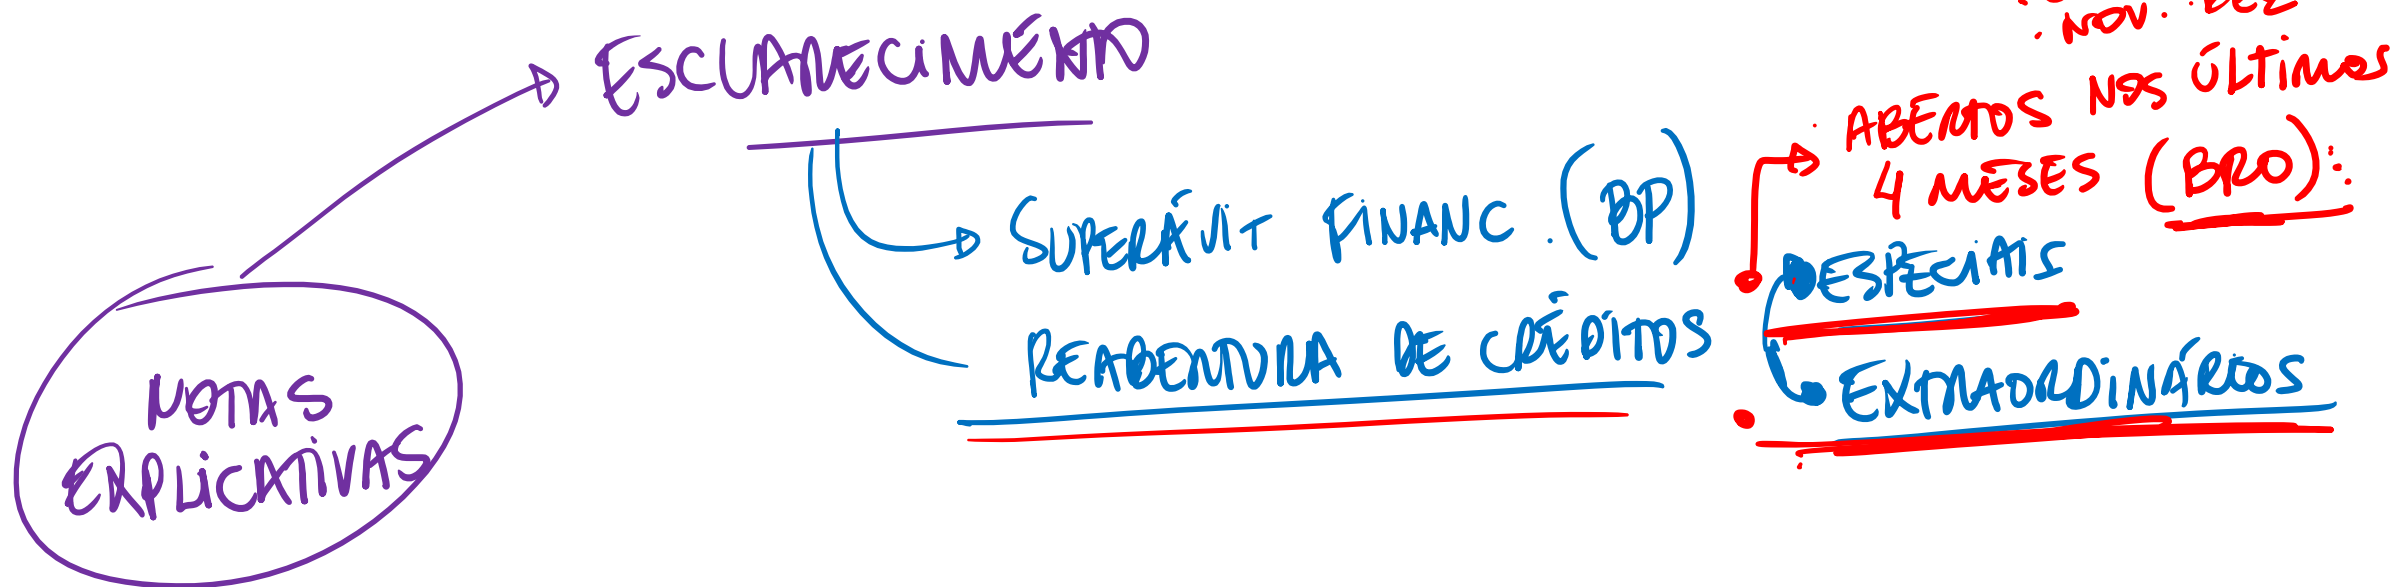 NOV. DEZ
ESCLARECIMENTO
ABERTOS NOS ÚLTIMOS
4 MESES (BRO):
SUPERÁVIT FINANC. (BP)
ESPECIAIS
REABERTURA DE CRÉDITOS
EXTRAORDINÁRIOS
NOTAS
EXPLICATIVAS